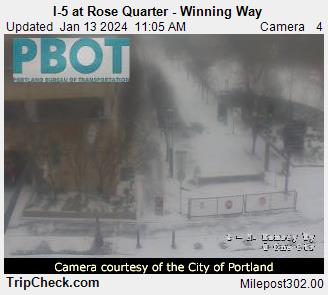 I-5 at Rose Quarter - Winning Way
Updated Jan 13 2024 11:05 AM Camera 4
PBOT
PORTLAND BUREAU OF TRANSPORTATION
Camera courtesy of the City of Portland
TripCheck.com Milepost302.00